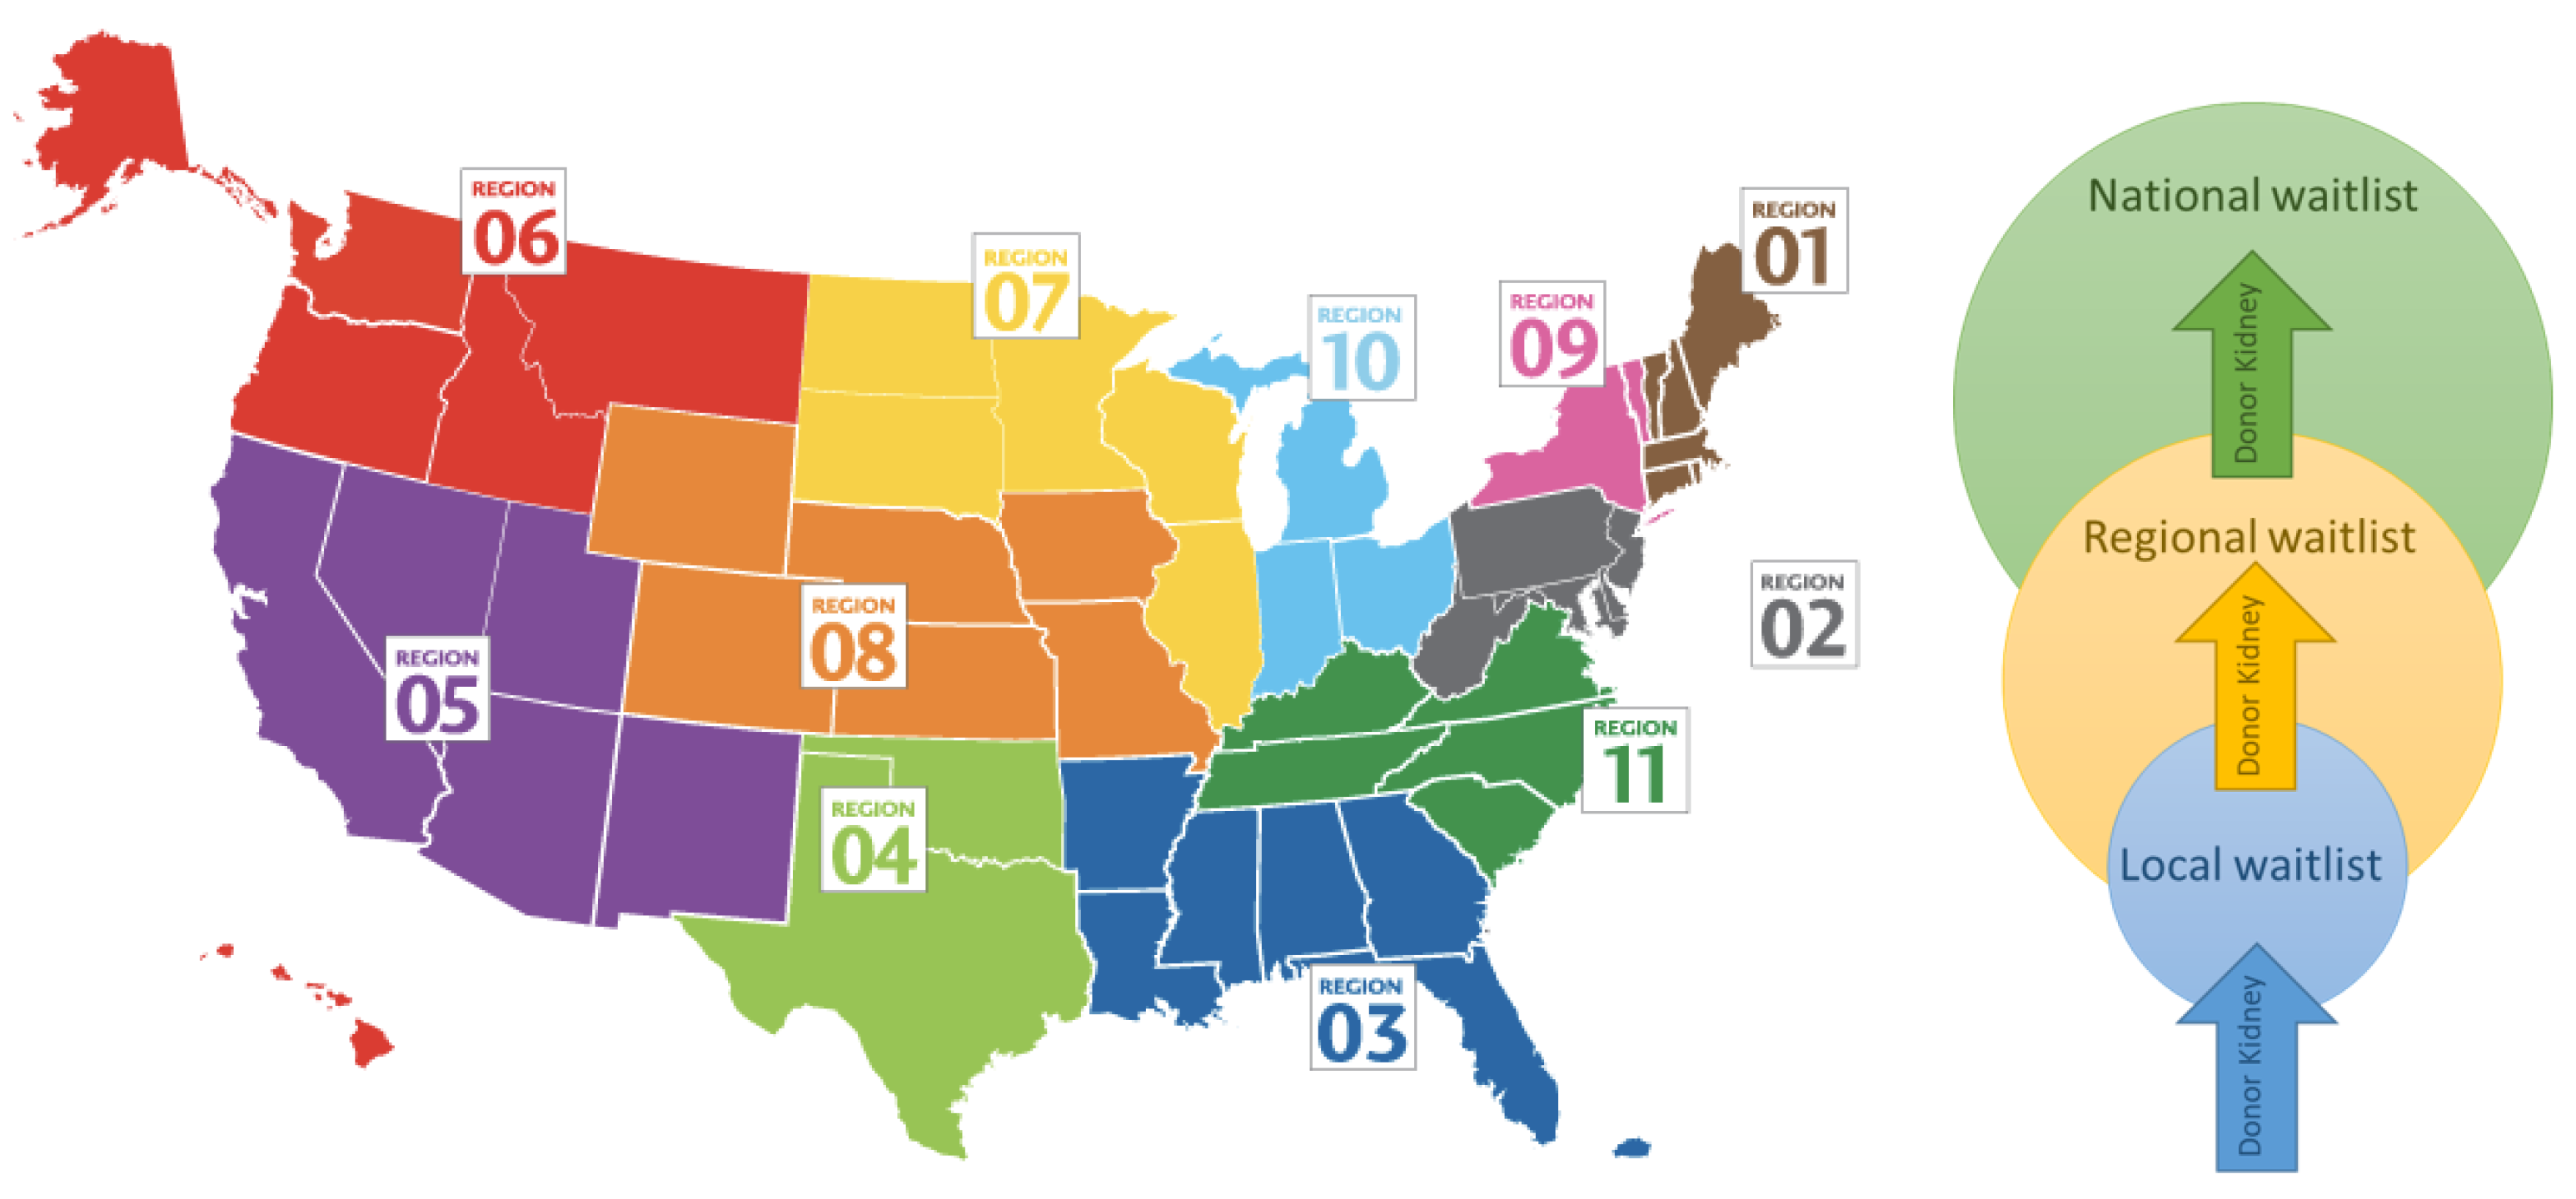 REGION
06
REGION
07
REGION
10
REGION
09
REGION
01
REGION
02
REGION
08
REGION
05
REGION
11
REGION
04
REGION
03
National waitlist
Donor Kidney
Regional waitlist
Donor Kidney
Local waitlist
Donor Kidney